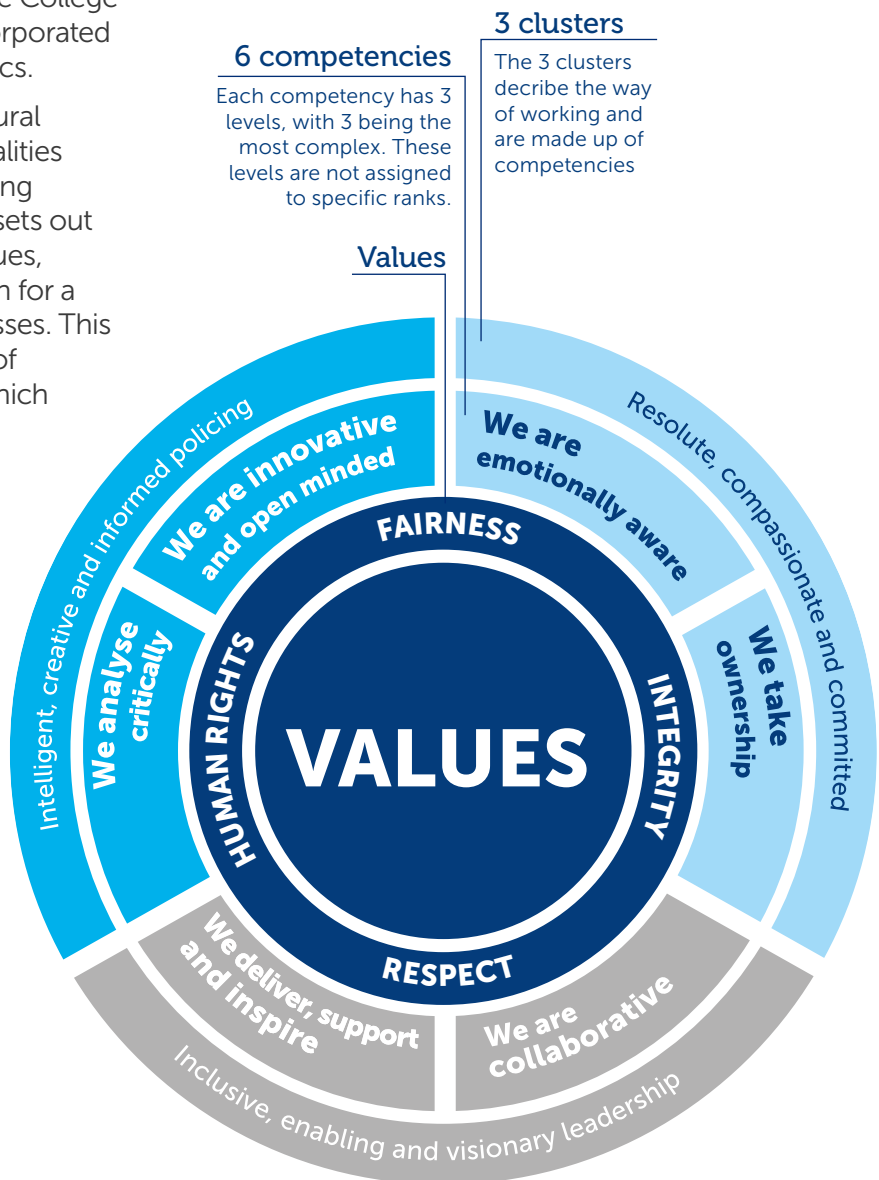 e College
orporated
cs.
ural
alities
ng
sets out
ues,
n for a
sses. This
of
hich
6 competencies
Each competency has 3
levels, with 3 being the
most complex. These
levels are not assigned
to specific ranks.
3 clusters
The 3 clusters
decribe the way
of working and
are made up of
competencies
Values
Intelligent, creative and informed policing
We are innovative
and open minded
We analyse
critically
Resolute, compassionate and committed
We are
emotionally aware
We take
ownership
FAIRNESS
INTEGRITY
HUMAN RIGHTS
VALUES
RESPECT
We deliver, support
and inspire
We are
collaborative
Inclusive, enabling and visionary leadership